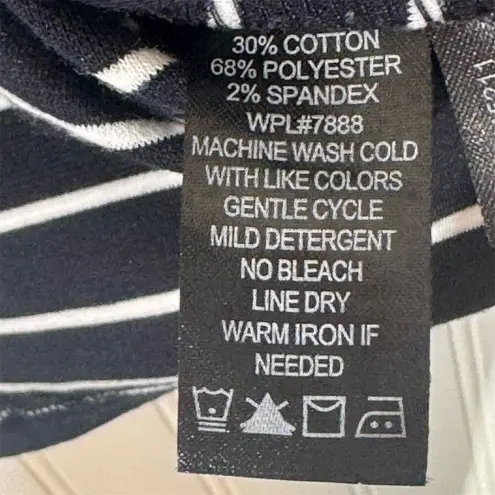 30% COTTON
68% POLYESTER
2% SPANDEX
WPL#7888
MACHINE WASH COLD
WITH LIKE COLORS
GENTLE CYCLE
MILD DETERGENT
NO BLEACH
LINE DRY
WARM IRON IF
NEEDED